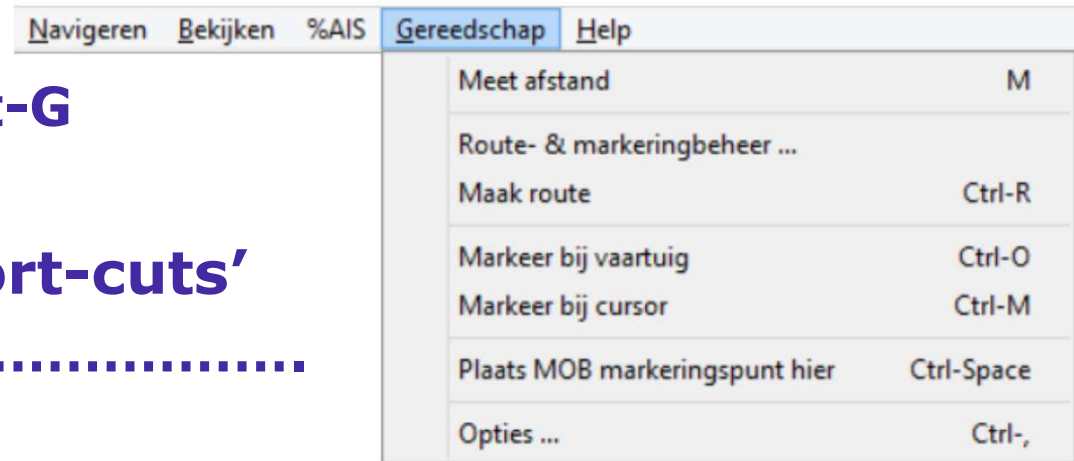 Navigeren Bekijken %AIS Gereedschap Help
t-G
ort-cuts’
Meet afstand M
Route- & markeringbeheer ...
Maak route Ctrl-R
Markeer bij vaartuig Ctrl-O
Markeer bij cursor Ctrl-M
Plaats MOB markeringspunt hier Ctrl-Space
Opties ... Ctrl-,